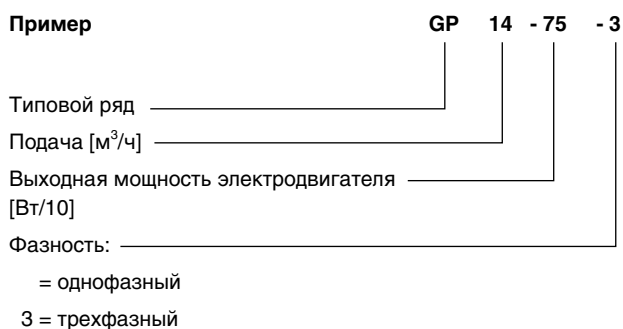 Пример GP 14 - 75 - 3
Типовой ряд
Подача [м³/ч]
Выходная мощность электродвигателя
[Вт/10]
Фазность:
= однофазный
3 = трехфазный